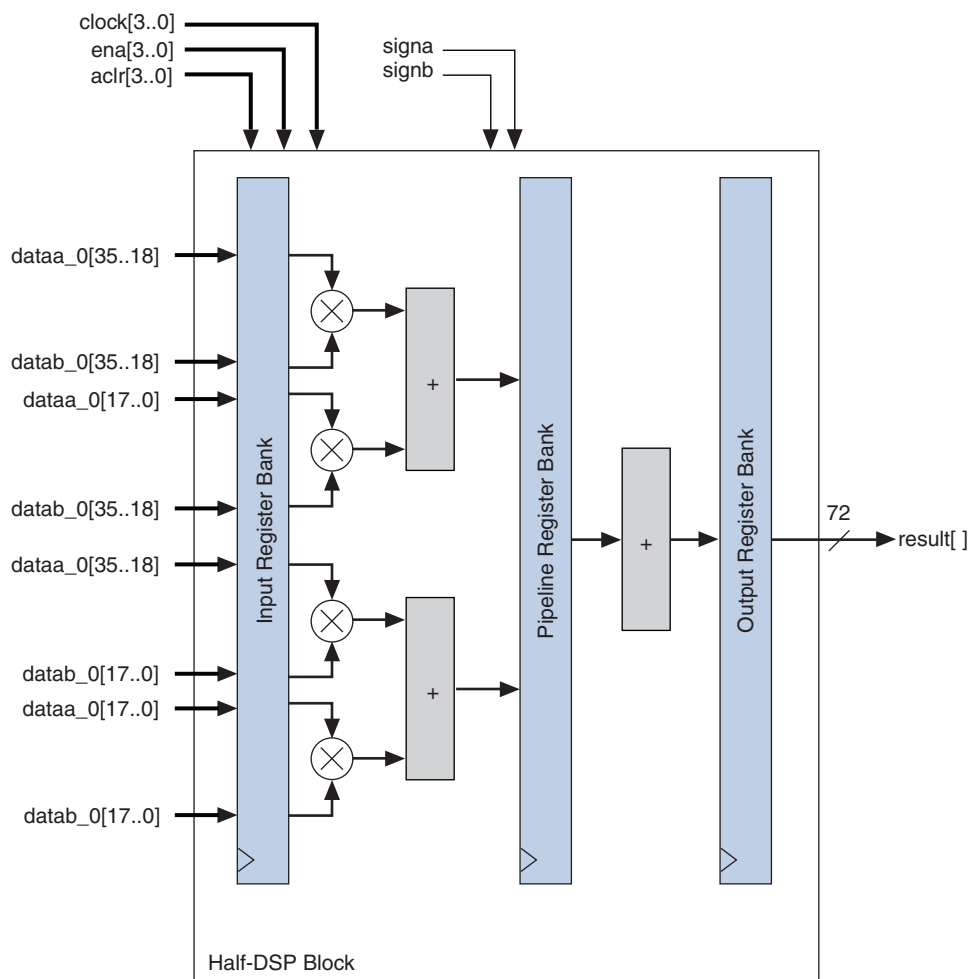 clock[3..0]
ena[3..0]
aclr[3..0]
signa
signb
dataa_0[35..18]
datab_0[35..18]
dataa_0[17..0]
datab_0[35..18]
dataa_0[35..18]
datab_0[17..0]
dataa_0[17..0]
datab_0[17..0]
Input Register Bank
+
+
Pipeline Register Bank
+
Output Register Bank
72
result[ ]
Half-DSP Block